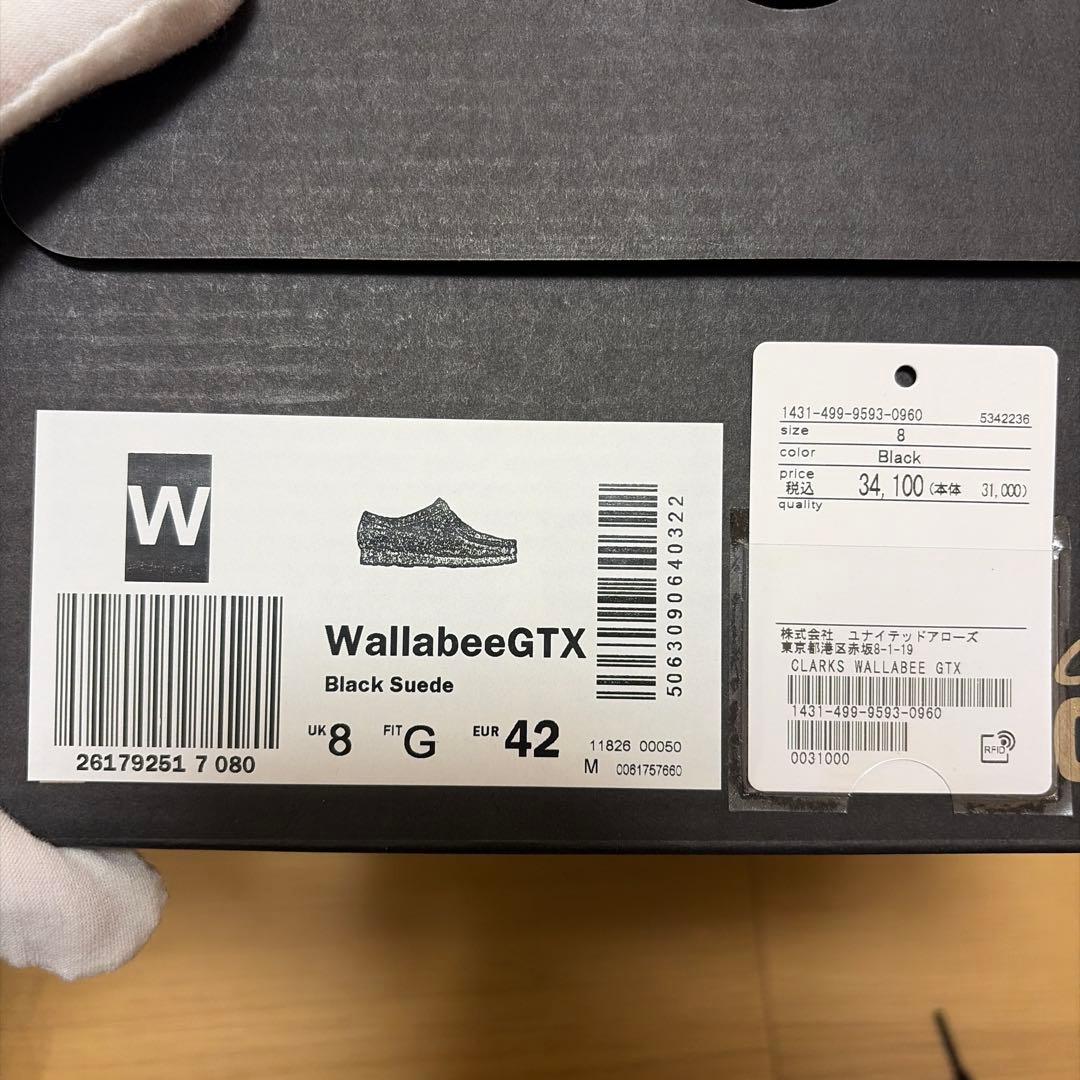 W
26179251 7 080
WallabeeGTX
Black Suede
UK 8 FIT G EUR 42
5063090640322
11826 00050
M 0061757660
1431-499-9593-0960 5342236
size 8
color Black
price
税込 34,100 (本体 31,000)
quality
株式会社 ユナイテッドアローズ
東京都港区赤坂8-1-19
CLARKS WALLABEE GTX
1431-499-9593-0960
0031000
RFID